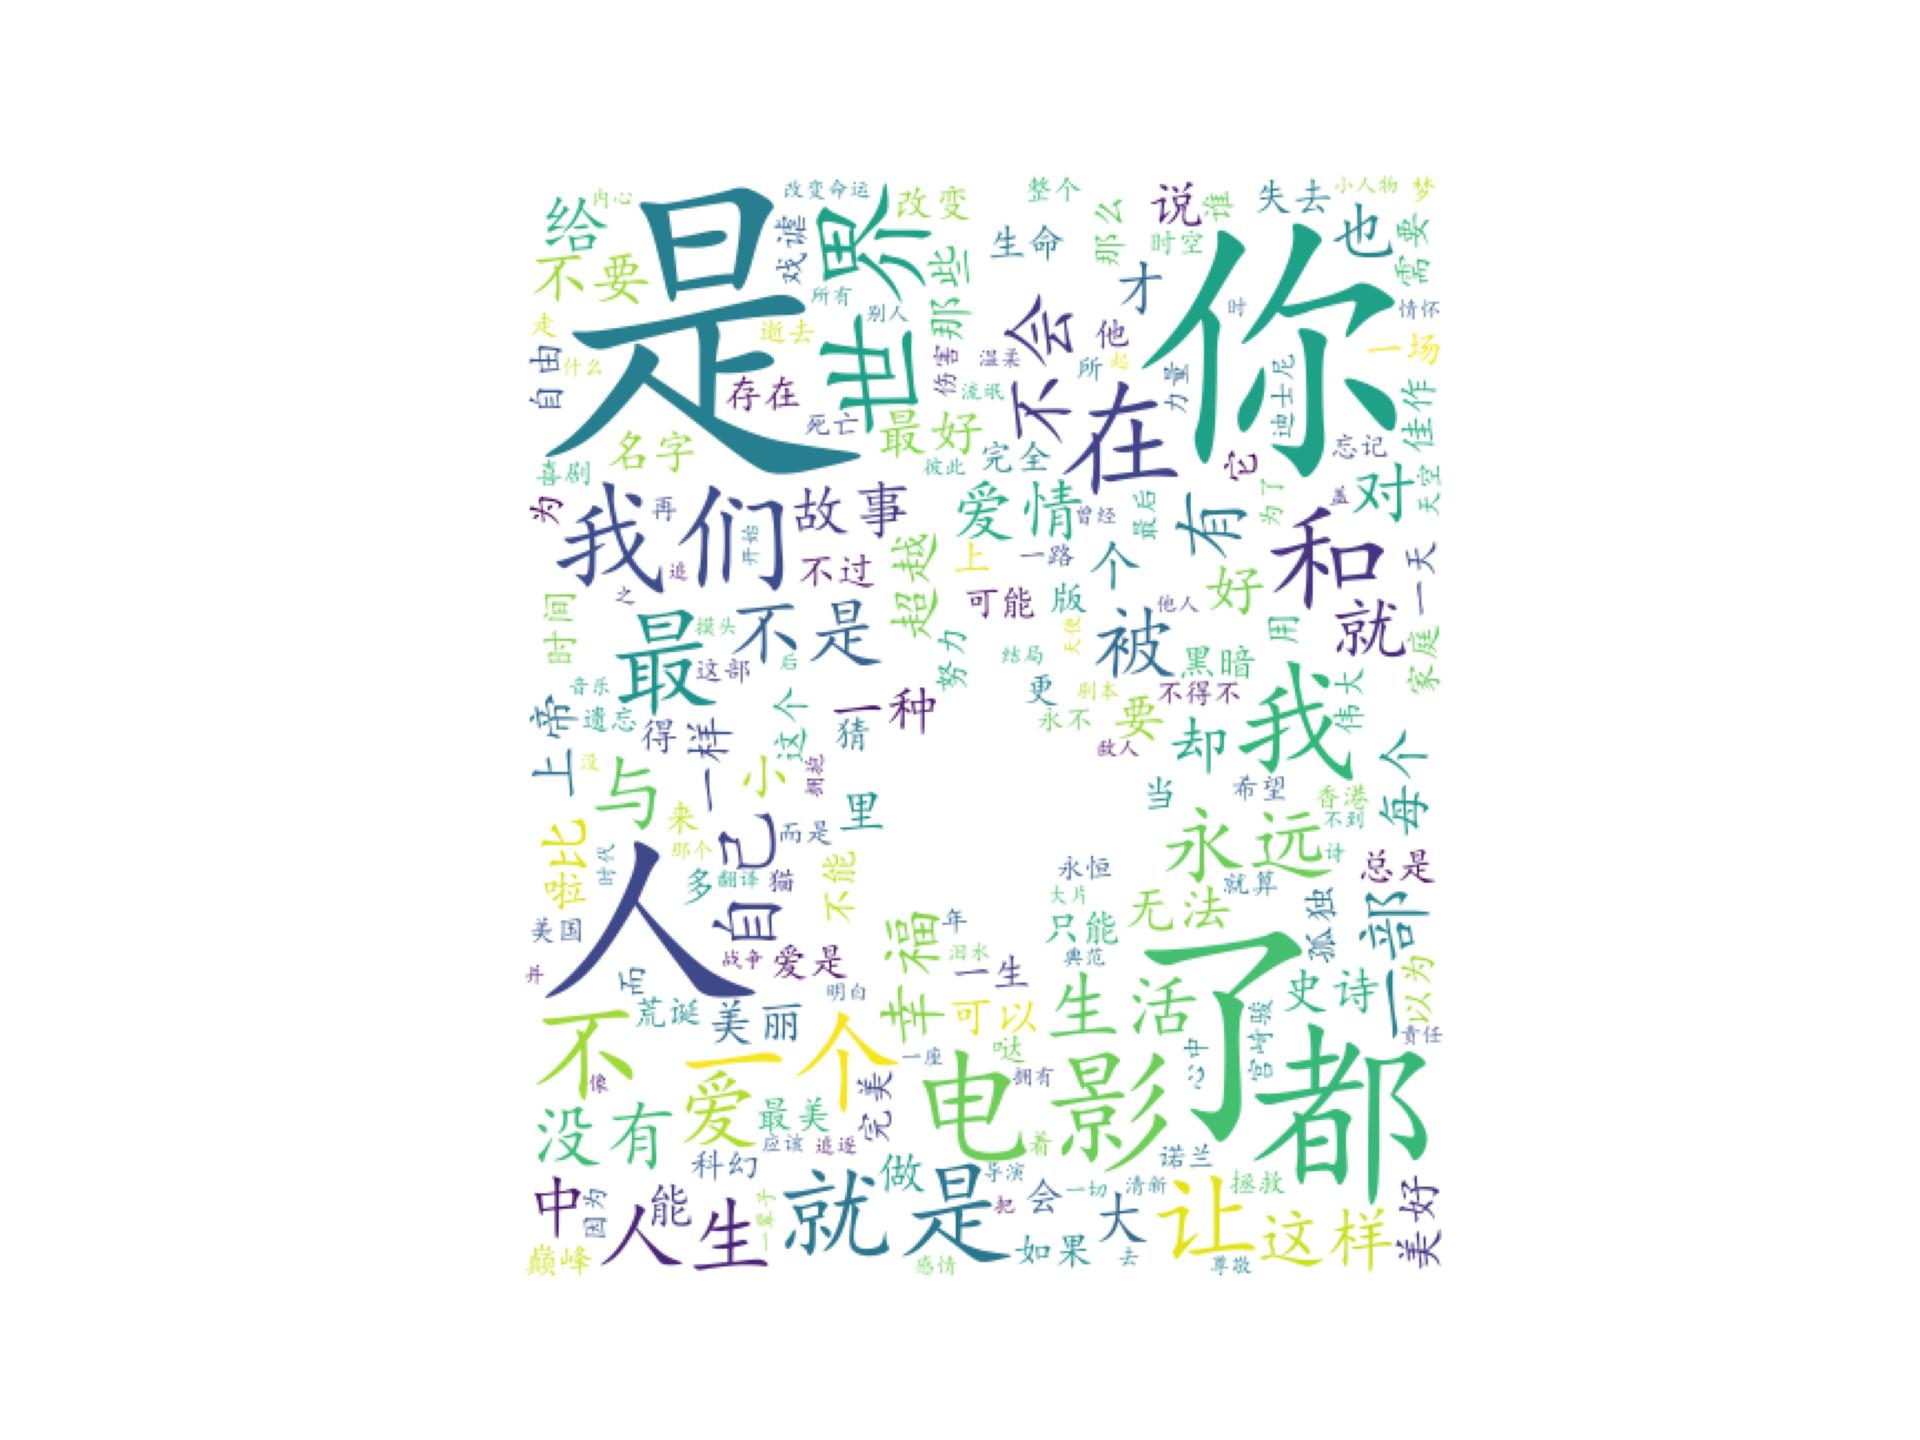 内心
改变命运
整个
小人物
梦
给
是
戏谑
世界
改变
那么
说
谁
失去
也
需要
不要
所有
那些
生命
时空
才
你
时
情怀
走
逝去
别人
不会
他
一场
自由
什么
伤害
温柔
所
起
力量
迪士尼
佳作
存在
流氓
死亡
最好
在
名字
忘记
喜剧
彼此
完全
它
天空
为
我们
再
故事
爱情
曾经
最后
有
为了
盖
对
开始
追
不过
超越
上
一路
个
和
一天
之
可能
版
好
时间
最
摸头
不是
他人
被
用
就
家庭
努力
天使
后
这部
结局
黑暗
音乐
更
剧本
不得不
我
伟大
上帝
遗忘
得
一样
这个
一种
猜
永不
要
却
敌人
每个
没
与
小
拥抱
里
当
希望
香港
来
不到
而是
自己
永远
啦比
时代
那个
诗
总是
人
多
翻译
猫
不能
永恒
就算
大片
无法
孤独
一部
美国
幸福
年
只能
并
战争
爱是
泪水
一生
典范
了
以为
而
明白
史诗
荒诞
美丽
可以
生活
宫崎骏
责任
不
一个
一座
哒
心中
像
拥有
电影
都
没有
爱
最美
完美
应该
追逐
着
科幻
做
导演
诺兰
中
因为
能
人生
一辈子
就是
把
会
一切
清新
拯救
大
让
这样
美好
巅峰
感情
如果
去
尊敬